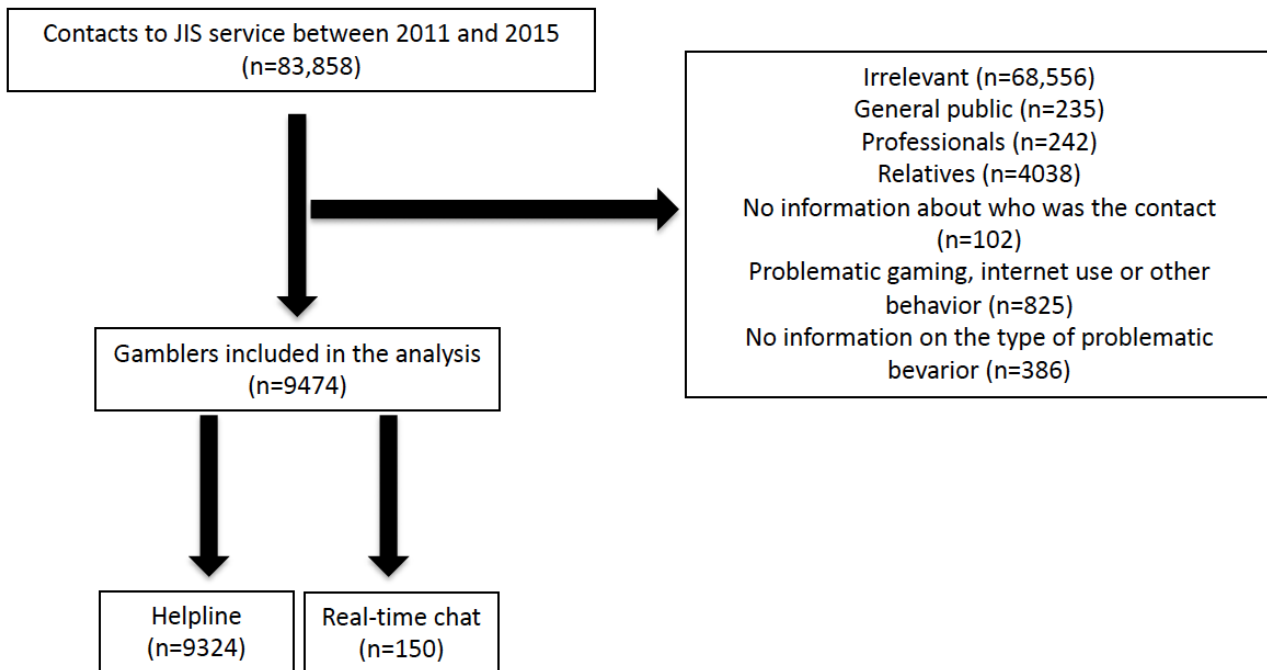 Contacts to JIS service between 2011 and 2015
(n=83,858)
Irrelevant (n=68,556)
General public (n=235)
Professionals (n=242)
Relatives (n=4038)
No information about who was the contact
(n=102)
Problematic gaming, internet use or other
behavior (n=825)
No information on the type of problematic
bevarior (n=386)
Gamblers included in the analysis
(n=9474)
Helpline
(n=9324)
Real-time chat
(n=150)